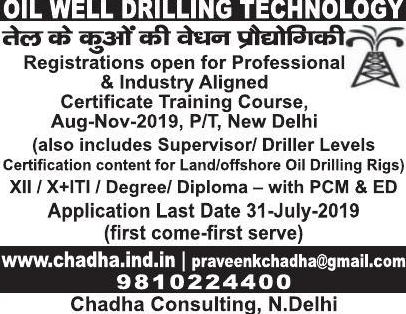 OIL WELL DRILLING TECHNOLOGY
तेल के कुओं की वेधन प्रौद्योगिकी
Registrations open for Professional
& Industry Aligned
Certificate Training Course,
Aug-Nov-2019, P/T, New Delhi
(also includes Supervisor/ Driller Levels
Certification content for Land/offshore Oil Drilling Rigs)
XII / X+ITI / Degree/ Diploma – with PCM & ED
Application Last Date 31-July-2019
(first come-first serve)
www.chadha.ind.in | praveenkchadha@gmail.com
9810224400
Chadha Consulting, N.Delhi